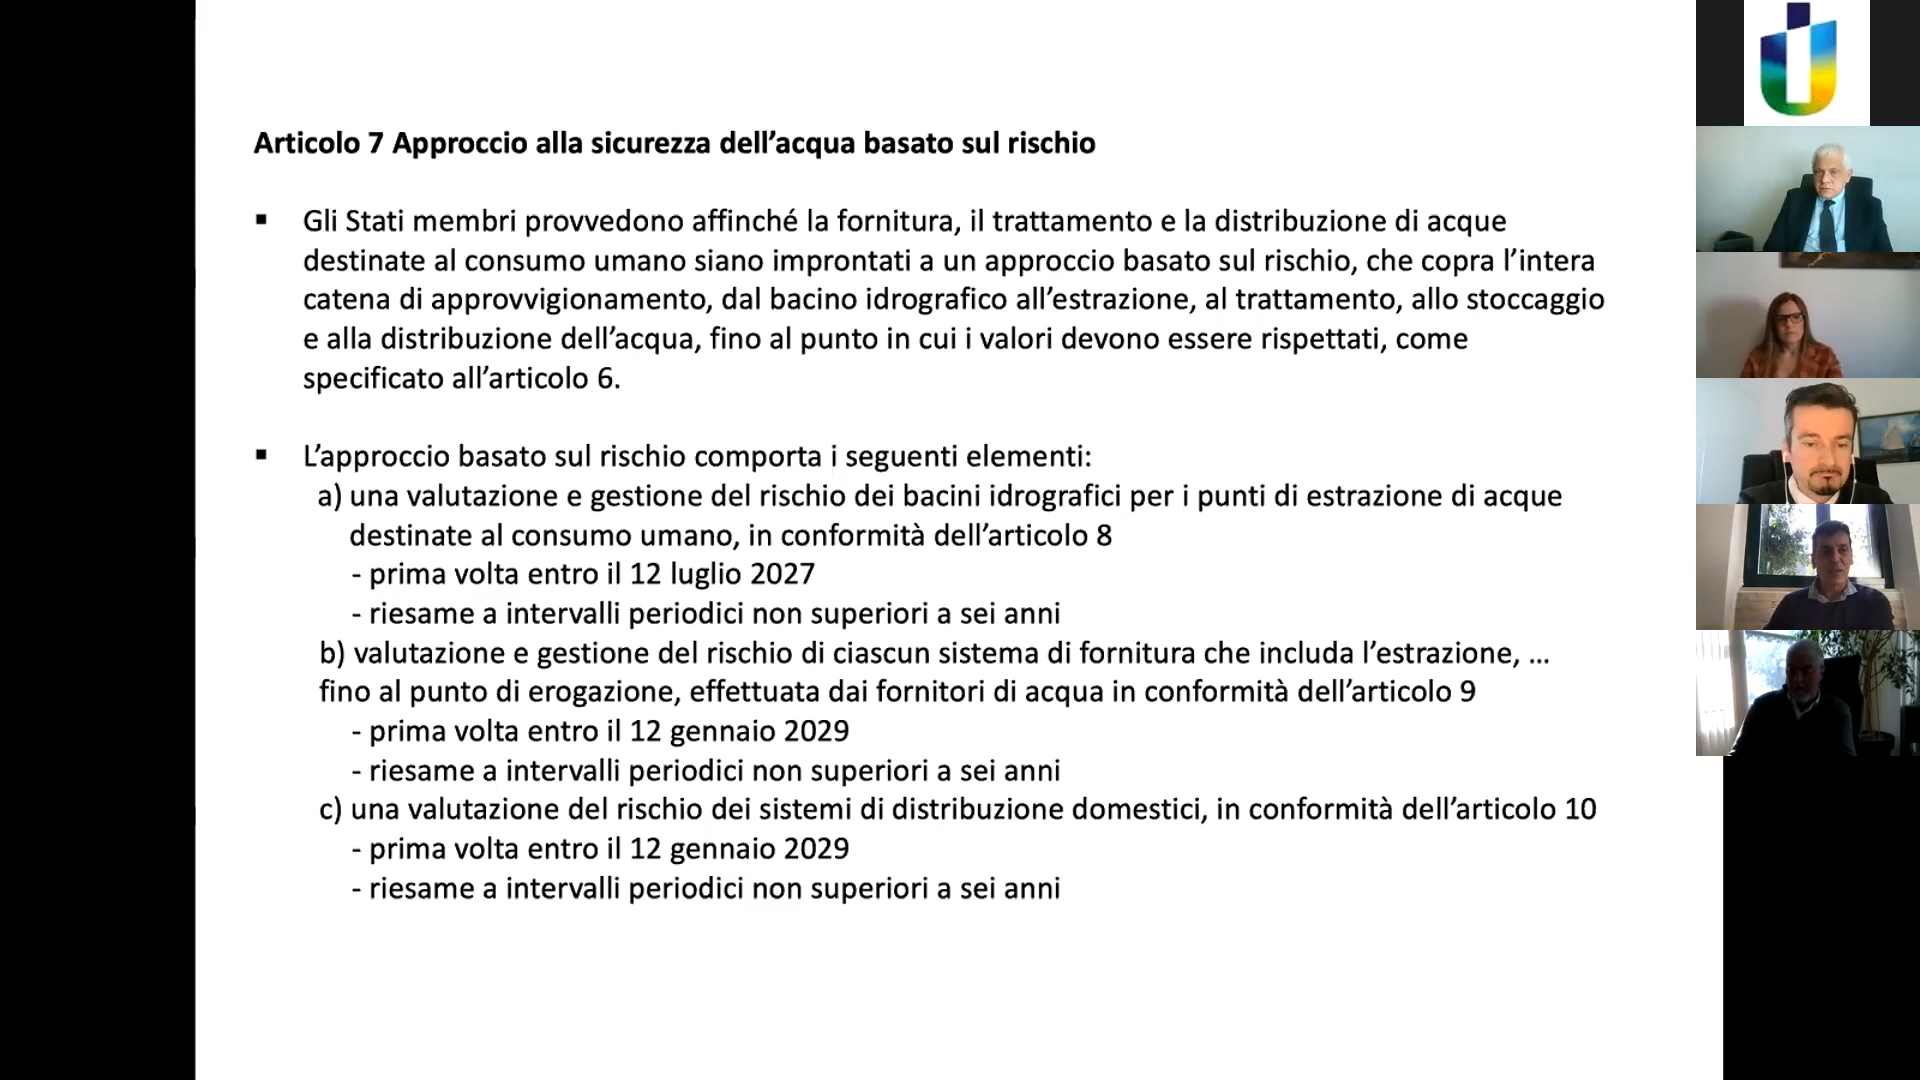 Articolo 7 Approccio alla sicurezza dell’acqua basato sul rischio
▪ Gli Stati membri provvedono affinché la fornitura, il trattamento e la distribuzione di acque
destinate al consumo umano siano improntati a un approccio basato sul rischio, che copra l’intera
catena di approvvigionamento, dal bacino idrografico all’estrazione, al trattamento, allo stoccaggio
e alla distribuzione dell’acqua, fino al punto in cui i valori devono essere rispettati, come
specificato all’articolo 6.
▪ L’approccio basato sul rischio comporta i seguenti elementi:
a) una valutazione e gestione del rischio dei bacini idrografici per i punti di estrazione di acque
destinate al consumo umano, in conformità dell’articolo 8
- prima volta entro il 12 luglio 2027
- riesame a intervalli periodici non superiori a sei anni
b) valutazione e gestione del rischio di ciascun sistema di fornitura che includa l’estrazione, …
fino al punto di erogazione, effettuata dai fornitori di acqua in conformità dell’articolo 9
- prima volta entro il 12 gennaio 2029
- riesame a intervalli periodici non superiori a sei anni
c) una valutazione del rischio dei sistemi di distribuzione domestici, in conformità dell’articolo 10
- prima volta entro il 12 gennaio 2029
- riesame a intervalli periodici non superiori a sei anni